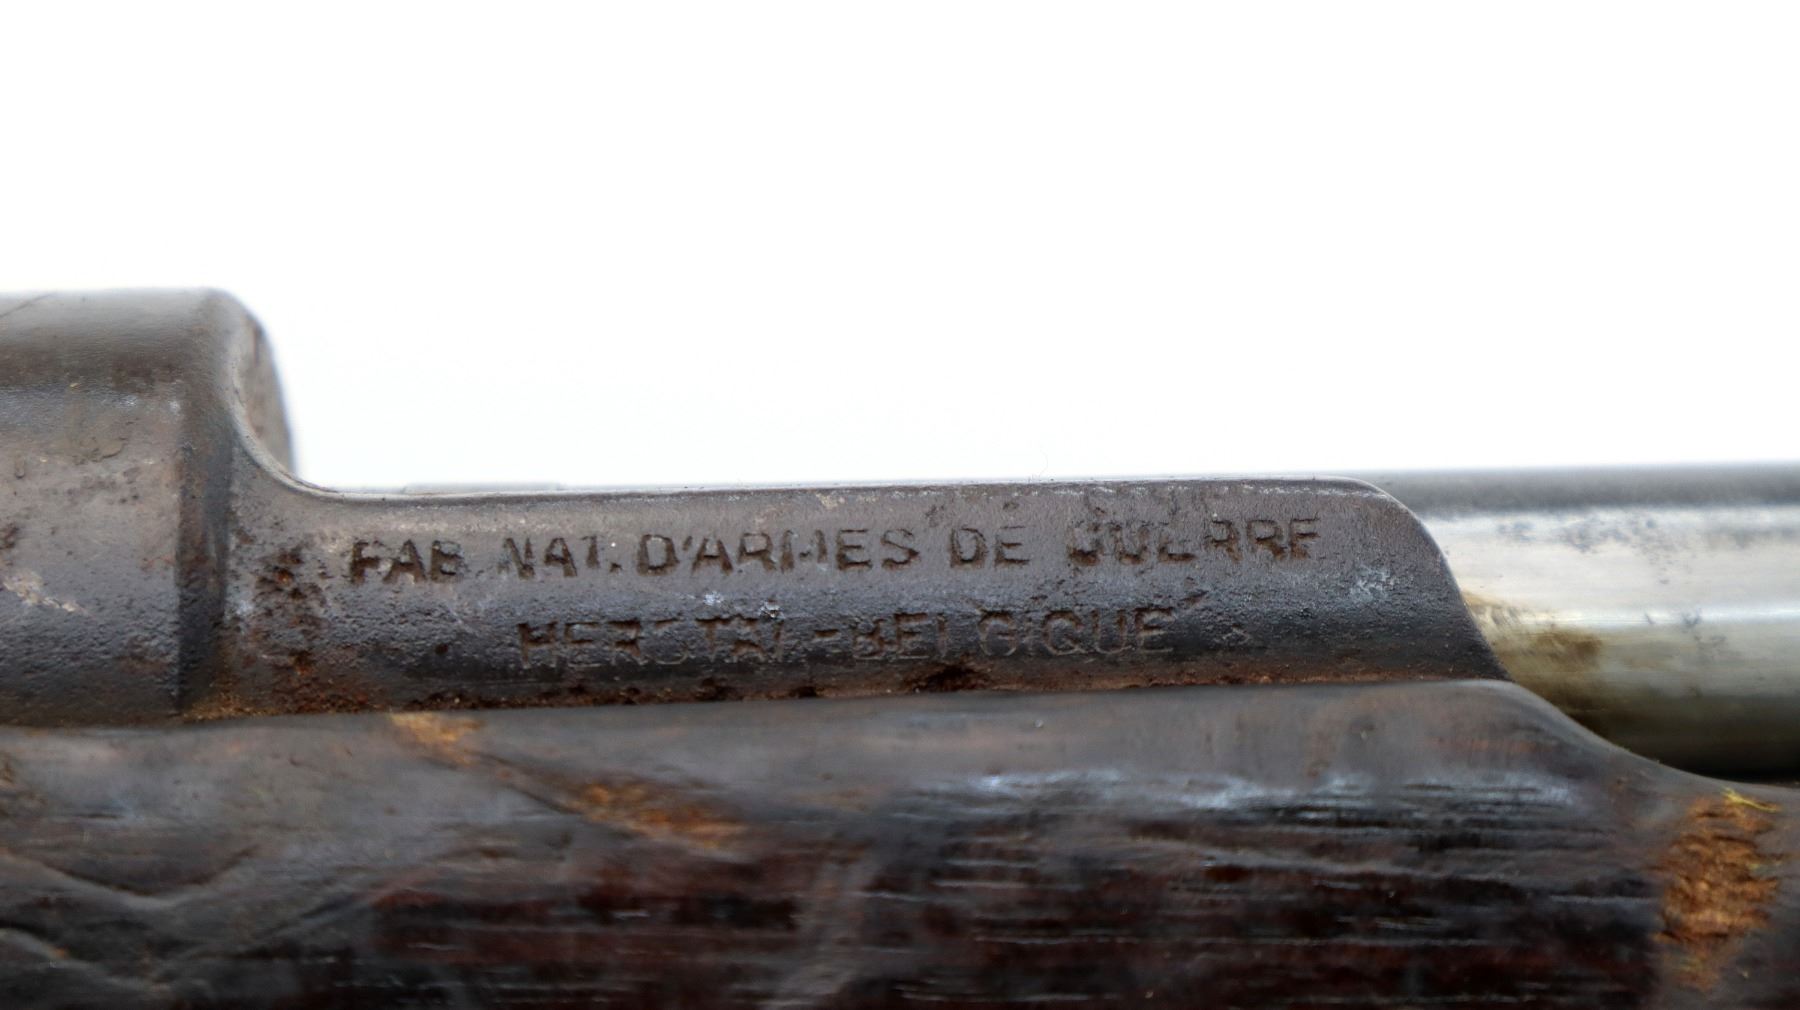 FAB. NAT. D'ARMES DE GUERRE
HERSTAL-BELGIQUE